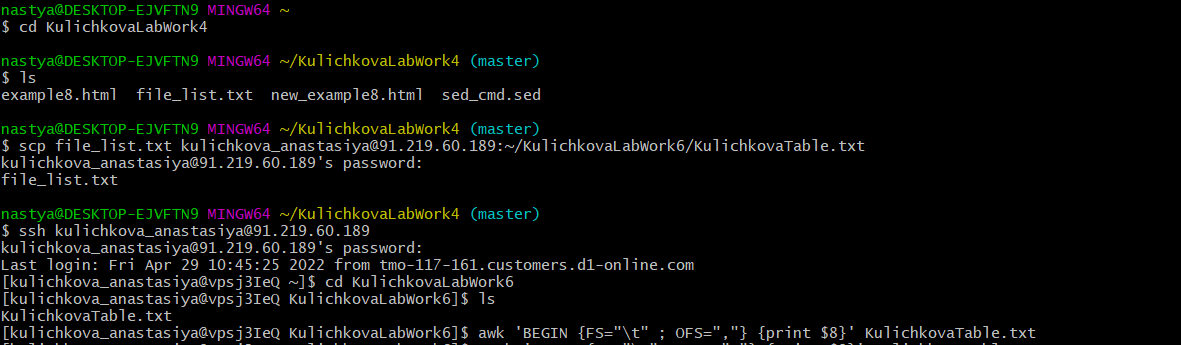 nastya@DESKTOP-EJVFTN9 MINGW64 ~
$ cd KulichkovaLabWork4
nastya@DESKTOP-EJVFTN9 MINGW64 ~/KulichkovaLabWork4 (master)
$ ls
example8.html  file_list.txt  new_example8.html  sed_cmd.sed
nastya@DESKTOP-EJVFTN9 MINGW64 ~/KulichkovaLabWork4 (master)
$ scp file_list.txt kulichkova_anastasiya@91.219.60.189:~/KulichkovaLabWork6/KulichkovaTable.txt
kulichkova_anastasiya@91.219.60.189's password:
file_list.txt
nastya@DESKTOP-EJVFTN9 MINGW64 ~/KulichkovaLabWork4 (master)
$ ssh kulichkova_anastasiya@91.219.60.189
kulichkova_anastasiya@91.219.60.189's password:
Last login: Fri Apr 29 10:45:25 2022 from tmo-117-161.customers.d1-online.com
[kulichkova_anastasiya@vpsj3IeQ ~]$ cd KulichkovaLabWork6
[kulichkova_anastasiya@vpsj3IeQ KulichkovaLabWork6]$ ls
KulichkovaTable.txt
[kulichkova_anastasiya@vpsj3IeQ KulichkovaLabWork6]$ awk 'BEGIN {FS="\t" ; OFS=","} {print $8}' KulichkovaTable.txt